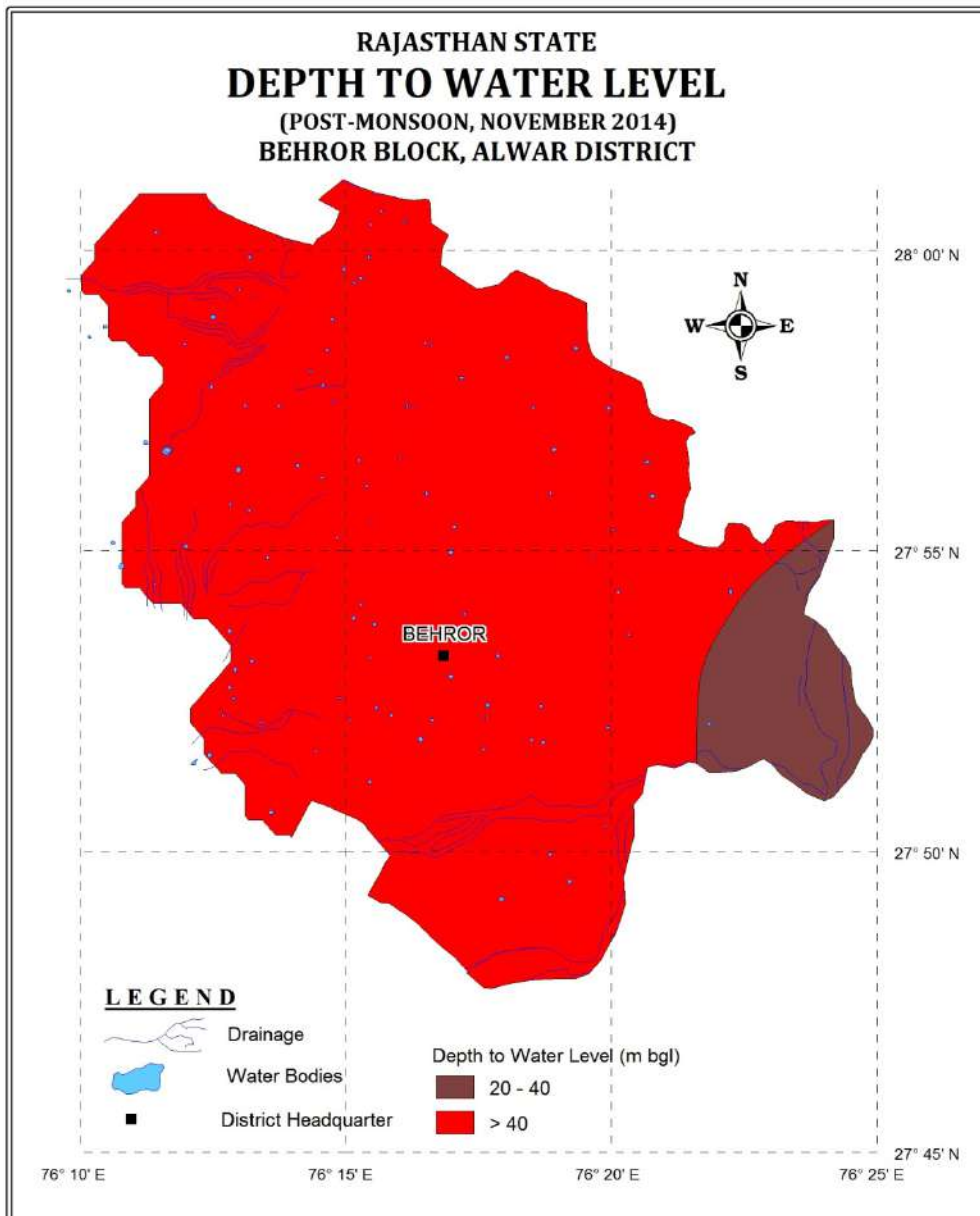 RAJASTHAN STATE
DEPTH TO WATER LEVEL
(POST-MONSOON, NOVEMBER 2014)
BEHROR BLOCK, ALWAR DISTRICT
28° 00' N
N
W E
S
27° 55' N
BEHROR
27° 50' N
LEGEND
Drainage
Water Bodies
District Headquarter
Depth to Water Level (m bgl)
20 - 40
> 40
27° 45' N
76° 10' E 76° 15' E 76° 20' E 76° 25' E